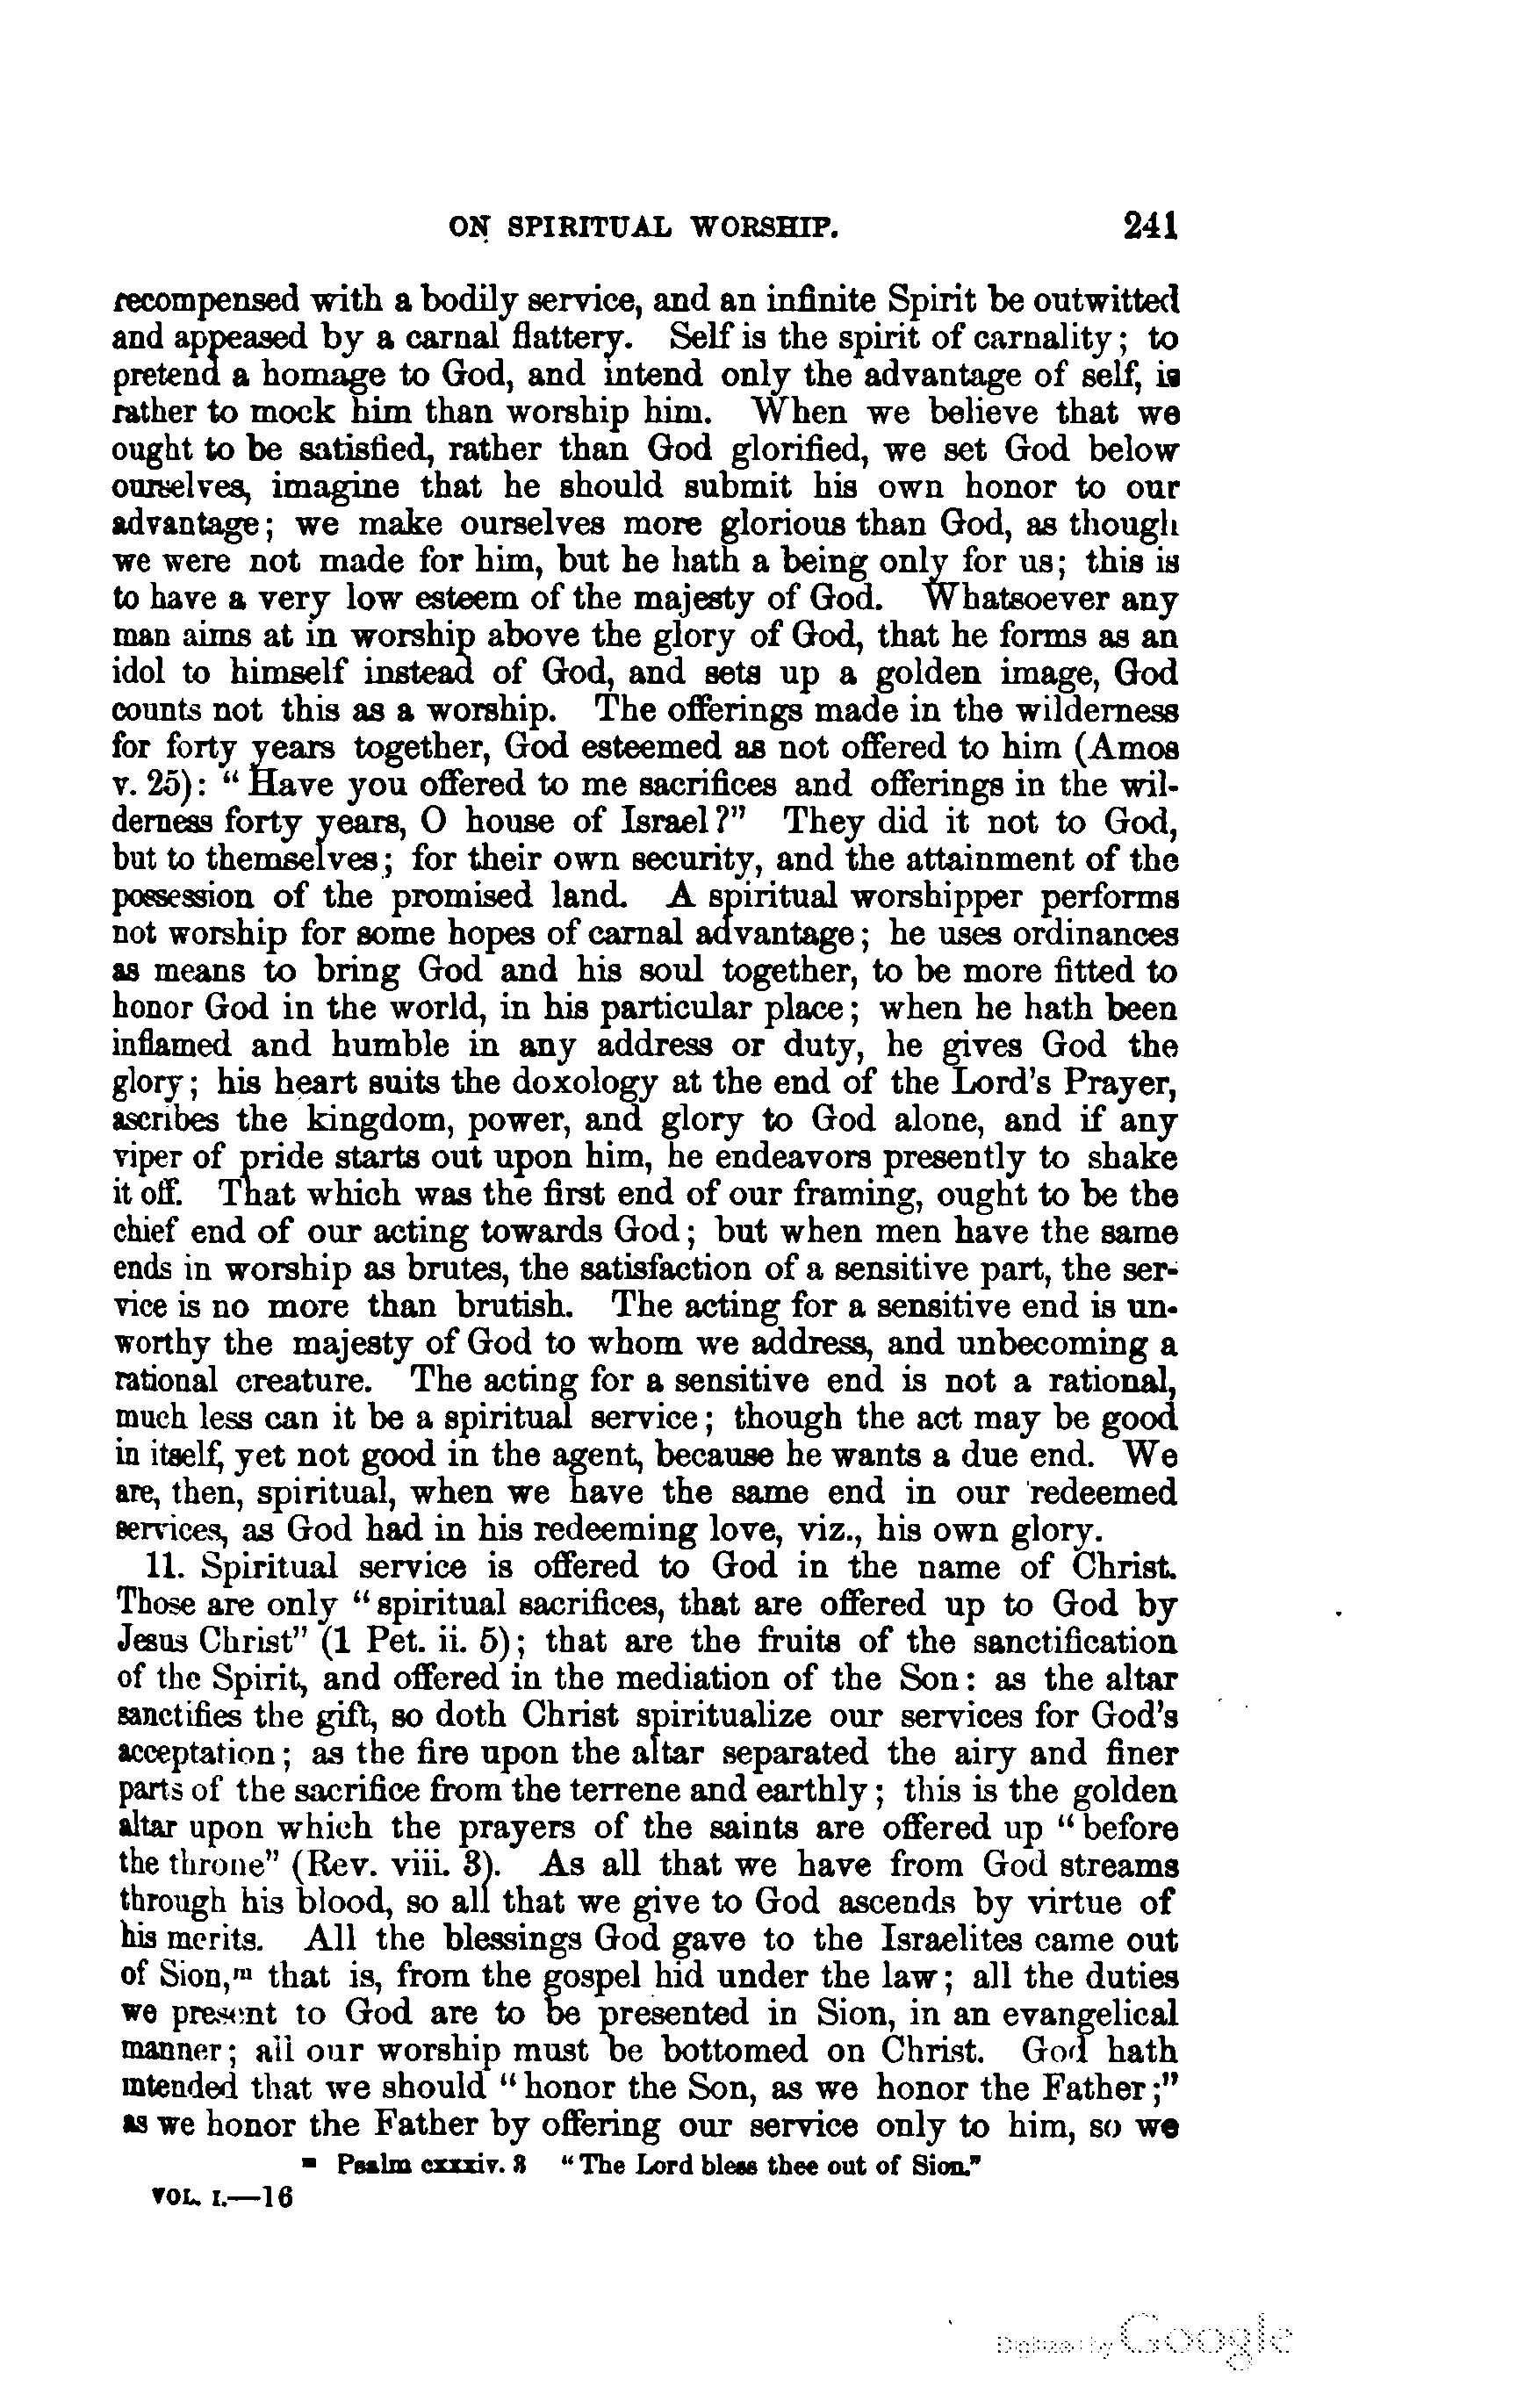 ON SPIRITUAL WORSHIP. 241
recompensed with a bodily service, and an infinite Spirit be outwitted
and appeased by a carnal flattery. Self is the spirit of carnality; to
pretend a homage to God, and intend only the advantage of self, is
rather to mock him than worship him. When we believe that we
ought to be satisfied, rather than God glorified, we set God below
ourselves, imagine that he should submit his own honor to our
advantage; we make ourselves more glorious than God, as though
we were not made for him, but he hath a being only for us; this is
to have a very low esteem of the majesty of God. Whatsoever any
man aims at in worship above the glory of God, that he forms as an
idol to himself instead of God, and sets up a golden image, God
counts not this as a worship. The offerings made in the wilderness
for forty years together, God esteemed as not offered to him (Amos
v. 25): “Have you offered to me sacrifices and offerings in the wil-
derness forty years, O house of Israel?” They did it not to God,
but to themselves; for their own security, and the attainment of the
possession of the promised land. A spiritual worshipper performs
not worship for some hopes of carnal advantage; he uses ordinances
as means to bring God and his soul together, to be more fitted to
honor God in the world, in his particular place; when he hath been
inflamed and humble in any address or duty, he gives God the
glory; his heart suits the doxology at the end of the Lord's Prayer,
ascribes the kingdom, power, and glory to God alone, and if any
viper of pride starts out upon him, he endeavors presently to shake
it off. That which was the first end of our framing, ought to be the
chief end of our acting towards God; but when men have the same
ends in worship as brutes, the satisfaction of a sensitive part, the ser-
vice is no more than brutish. The acting for a sensitive end is un-
worthy the majesty of God to whom we address, and unbecoming a
rational creature. The acting for a sensitive end is not a rational,
much less can it be a spiritual service; though the act may be good
in itself, yet not good in the agent, because he wants a due end. We
are, then, spiritual, when we have the same end in our redeemed
services, as God had in his redeeming love, viz., his own glory.
11. Spiritual service is offered to God in the name of Christ.
Those are only “spiritual sacrifices, that are offered up to God by
Jesus Christ” (1 Pet. ii. 5); that are the fruits of the sanctification
of the Spirit, and offered in the mediation of the Son: as the altar
sanctifies the gift, so doth Christ spiritualize our services for God's
acceptation; as the fire upon the altar separated the airy and finer
parts of the sacrifice from the terrene and earthly; this is the golden
altar upon which the prayers of the saints are offered up “before
the throne” (Rev. viii. 3). As all that we have from God streams
through his blood, so all that we give to God ascends by virtue of
his merits. All the blessings God gave to the Israelites came out
of Sion,ᵐ that is, from the gospel hid under the law; all the duties
we present to God are to be presented in Sion, in an evangelical
manner; all our worship must be bottomed on Christ. God hath
intended that we should “honor the Son, as we honor the Father;”
as we honor the Father by offering our service only to him, so we
ᵐ Psalm cxxxiv. 3 “The Lord bless thee out of Sion.”
VOL. I.—16
Digitized by Google